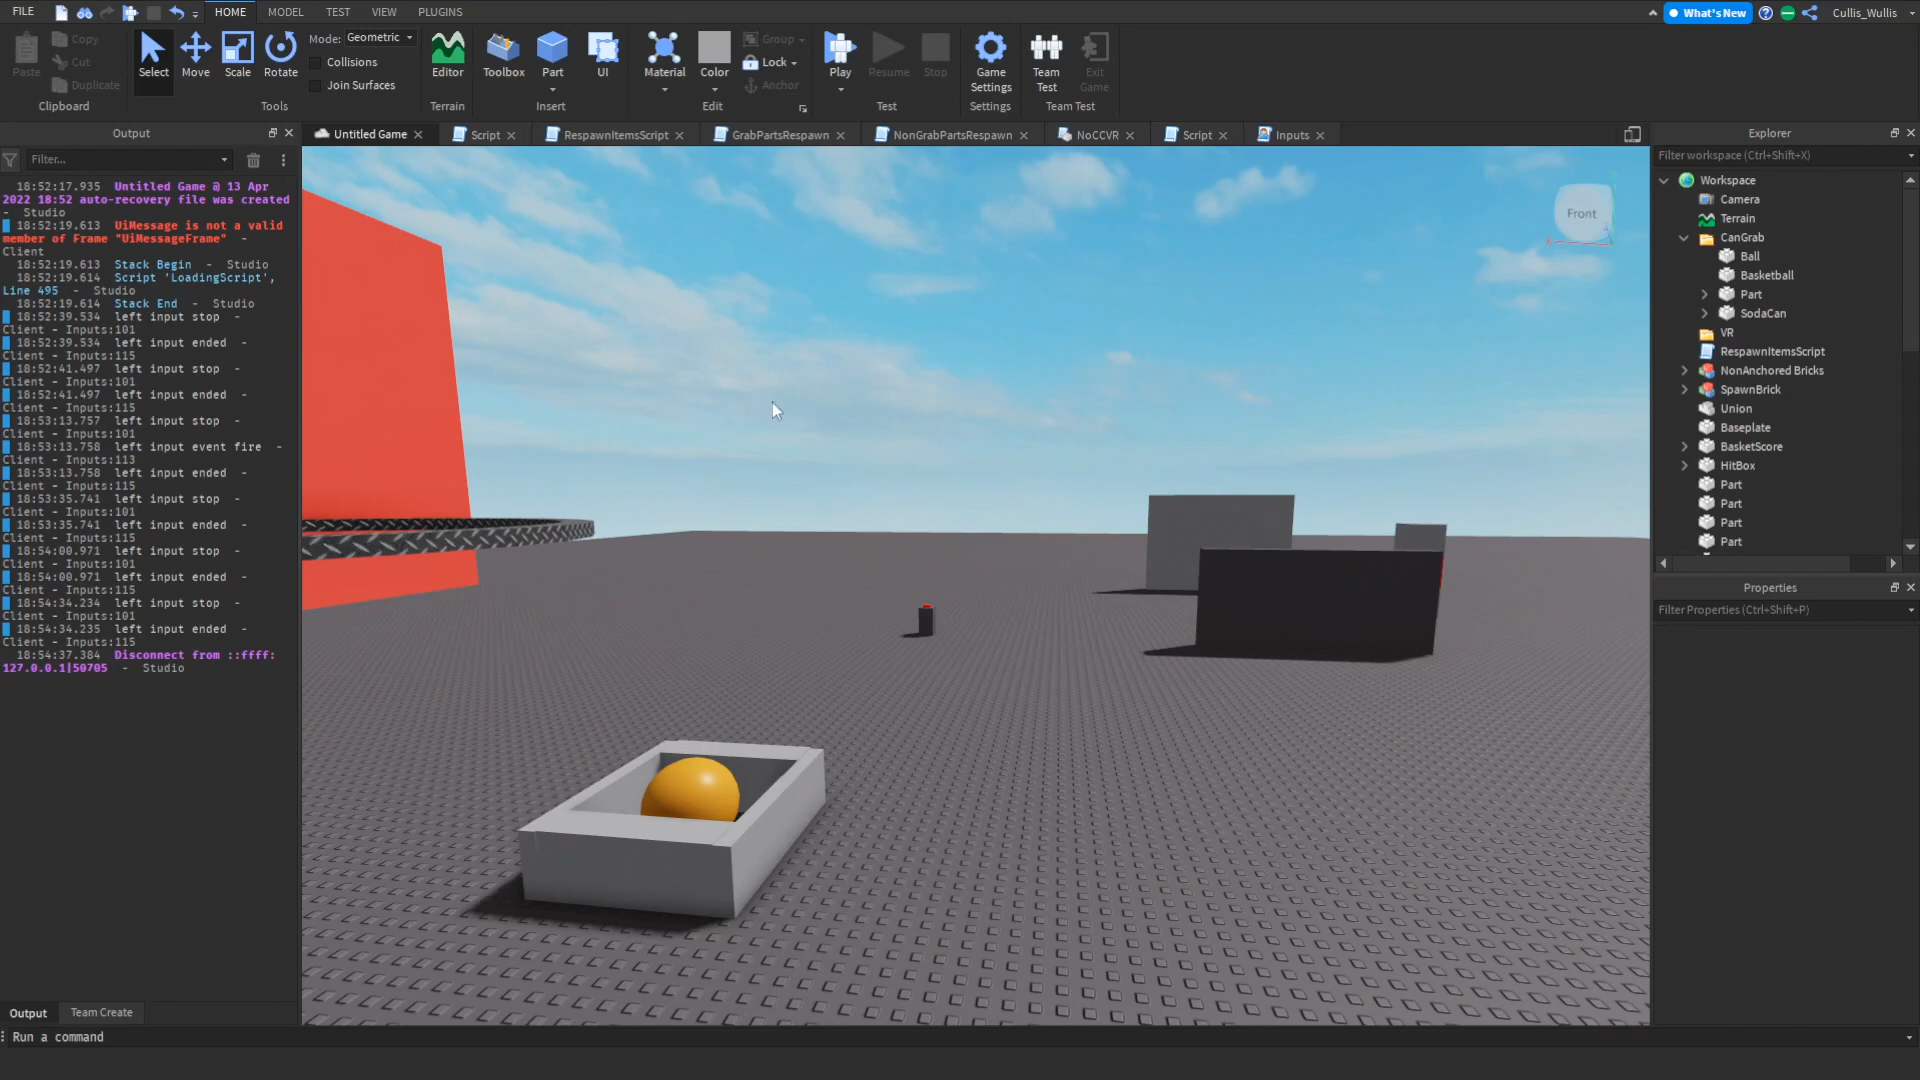 FILE HOME MODEL TEST VIEW PLUGINS What's New Cullis_Wullis
Paste Copy Cut Duplicate Clipboard
Select Move Scale Rotate Mode: Geometric Collisions Join Surfaces Tools
Editor Terrain
Toolbox Part UI Insert
Material Color Group Lock Anchor Edit
Play Resume Stop Test
Game Settings Settings
Team Test Exit Game Team Test
Output
Untitled Game Script RespawnItemsScript GrabPartsRespawn NonGrabPartsRespawn NoCCVR Script Inputs
Filter...
18:52:17.935 Untitled Game @ 13 Apr
2022 18:52 auto-recovery file was created
- Studio
18:52:19.613 UiMessage is not a valid
member of Frame "UiMessageFrame" -
Client
18:52:19.613 Stack Begin - Studio
18:52:19.614 Script 'LoadingScript',
Line 495 - Studio
18:52:19.614 Stack End - Studio
18:52:39.534 left input stop -
Client - Inputs:101
18:52:39.534 left input ended -
Client - Inputs:115
18:52:41.497 left input stop -
Client - Inputs:101
18:52:41.497 left input ended -
Client - Inputs:115
18:53:13.757 left input stop -
Client - Inputs:101
18:53:13.758 left input event fire -
Client - Inputs:113
18:53:13.758 left input ended -
Client - Inputs:115
18:53:35.741 left input stop -
Client - Inputs:101
18:53:35.741 left input ended -
Client - Inputs:115
18:54:00.971 left input stop -
Client - Inputs:101
18:54:00.971 left input ended -
Client - Inputs:115
18:54:34.234 left input stop -
Client - Inputs:101
18:54:34.235 left input ended -
Client - Inputs:115
18:54:37.384 Disconnect from ::ffff:
127.0.0.1|50705 - Studio
Output Team Create
Run a command
Front
Explorer
Filter workspace (Ctrl+Shift+X)
Workspace
Camera
Terrain
CanGrab
Ball
Basketball
Part
SodaCan
VR
RespawnItemsScript
NonAnchored Bricks
SpawnBrick
Union
Baseplate
BasketScore
HitBox
Part
Part
Part
Part
Properties
Filter Properties (Ctrl+Shift+P)